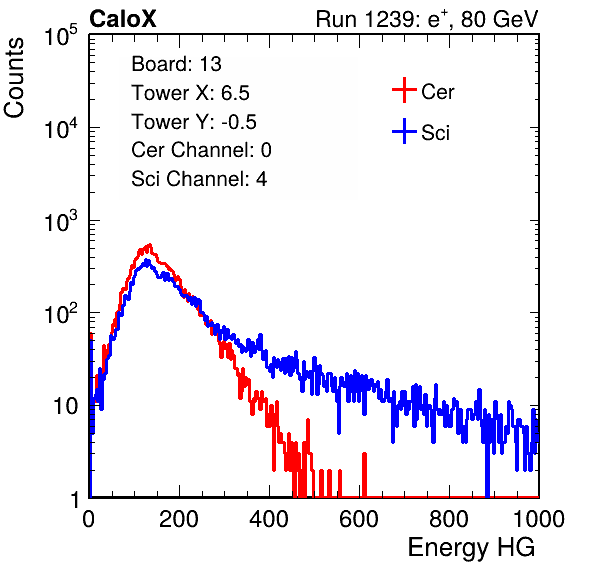 CaloX Run 1239: e⁺, 80 GeV
Counts
10⁵
10⁴
10³
10²
10
1
Board: 13
Tower X: 6.5
Tower Y: -0.5
Cer Channel: 0
Sci Channel: 4
Cer
Sci
0 200 400 600 800 1000
Energy HG